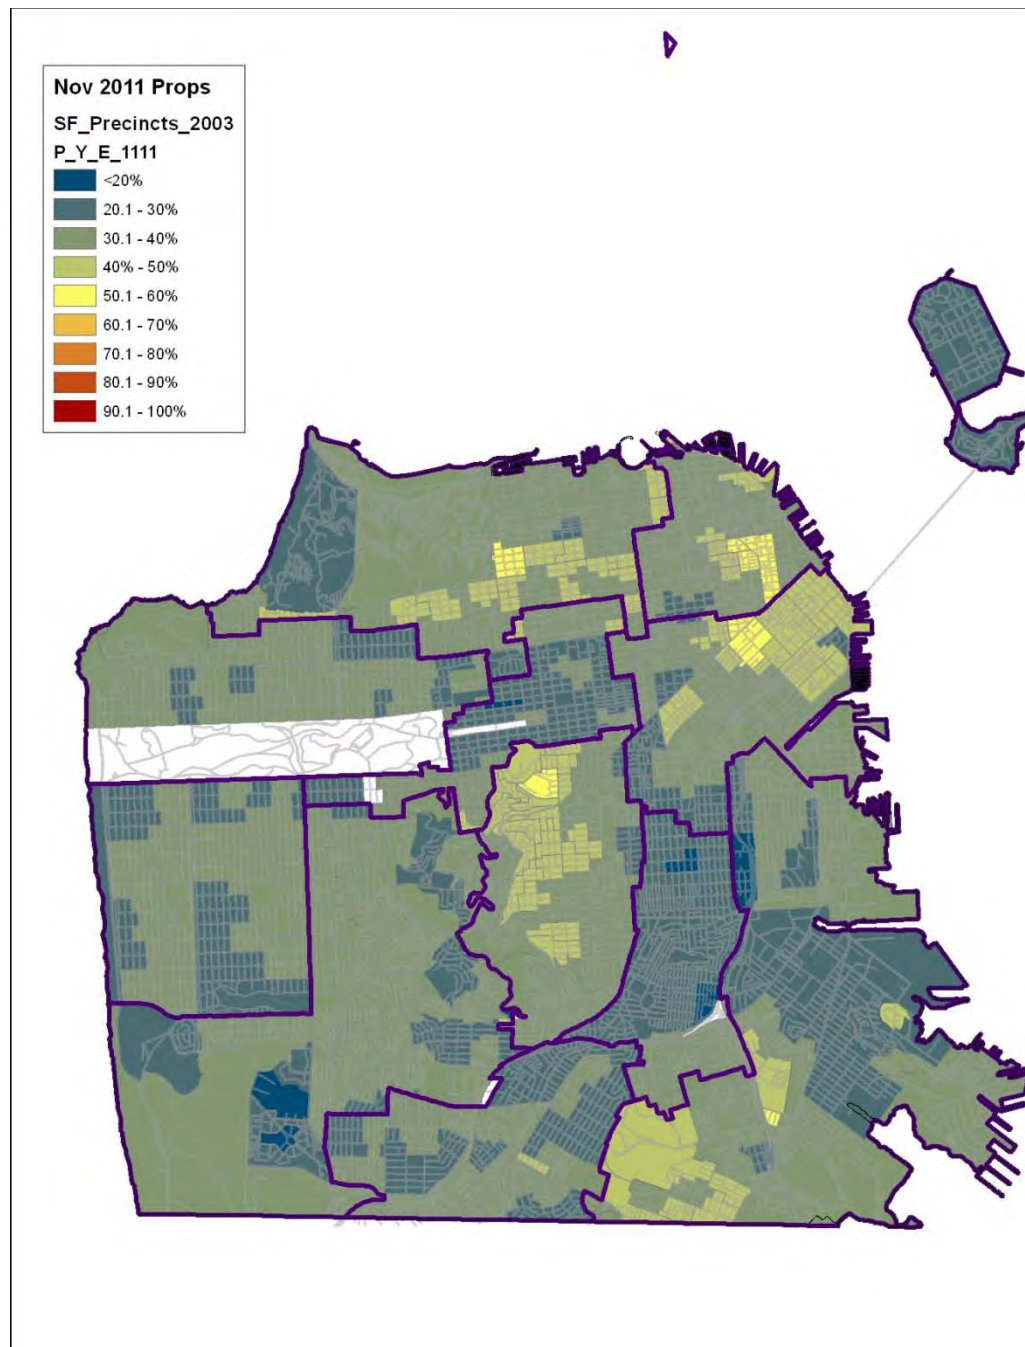 Nov 2011 Props
SF_Precincts_2003
P_Y_E_1111
<20%
20.1 - 30%
30.1 - 40%
40% - 50%
50.1 - 60%
60.1 - 70%
70.1 - 80%
80.1 - 90%
90.1 - 100%